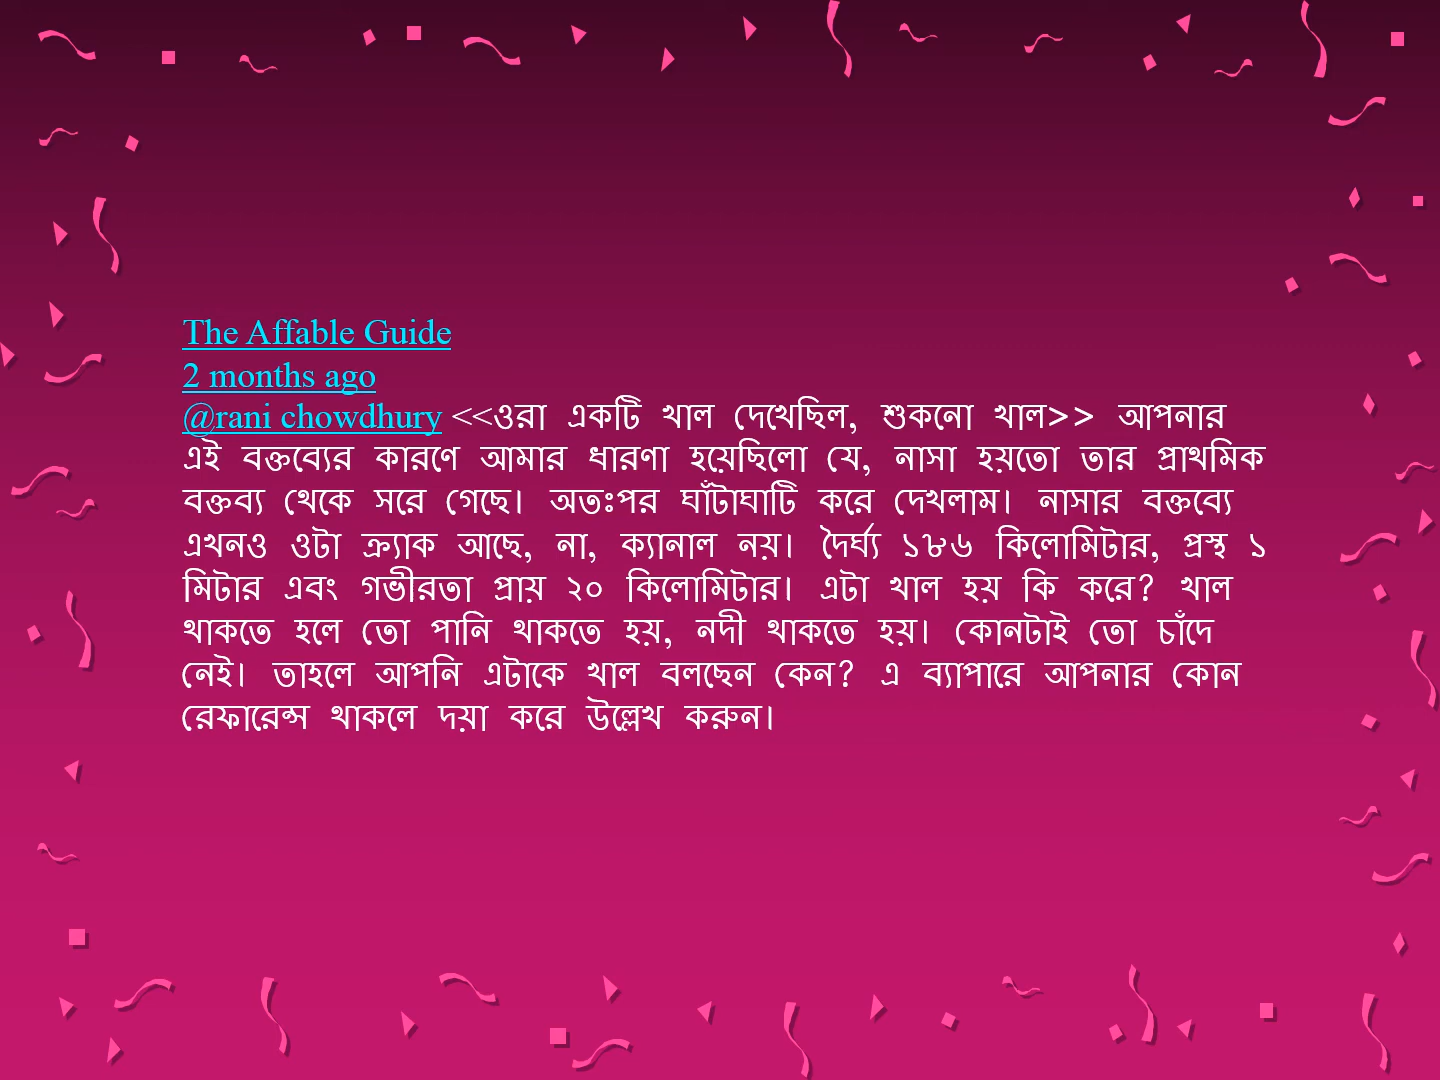 The Affable Guide
2 months ago
@rani chowdhury <<ওরা একটি খাল দেখেছিল, শুকনো খাল>> আপনার
এই বক্তব্যের কারণে আমার ধারণা হয়েছিলো যে, নাসা হয়তো তার প্রাথমিক
বক্তব্য থেকে সরে গেছে। অতঃপর ঘাঁটাঘাটি করে দেখলাম। নাসার বক্তব্যে
এখনও ওটা ক্র্যাক আছে, না, ক্যানাল নয়। দৈর্ঘ্য ১৮৬ কিলোমিটার, প্রস্থ ১
মিটার এবং গভীরতা প্রায় ২০ কিলোমিটার। এটা খাল হয় কি করে? খাল
থাকতে হলে তো পানি থাকতে হয়, নদী থাকতে হয়। কোনটাই তো চাঁদে
নেই। তাহলে আপনি এটাকে খাল বলছেন কেন? এ ব্যাপারে আপনার কোন
রেফারেন্স থাকলে দয়া করে উল্লেখ করুন।